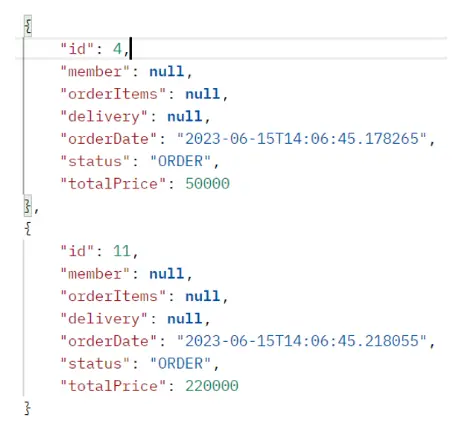 {
"id": 4,
"member": null,
"orderItems": null,
"delivery": null,
"orderDate": "2023-06-15T14:06:45.178265",
"status": "ORDER",
"totalPrice": 50000
},
{
"id": 11,
"member": null,
"orderItems": null,
"delivery": null,
"orderDate": "2023-06-15T14:06:45.218055",
"status": "ORDER",
"totalPrice": 220000
}